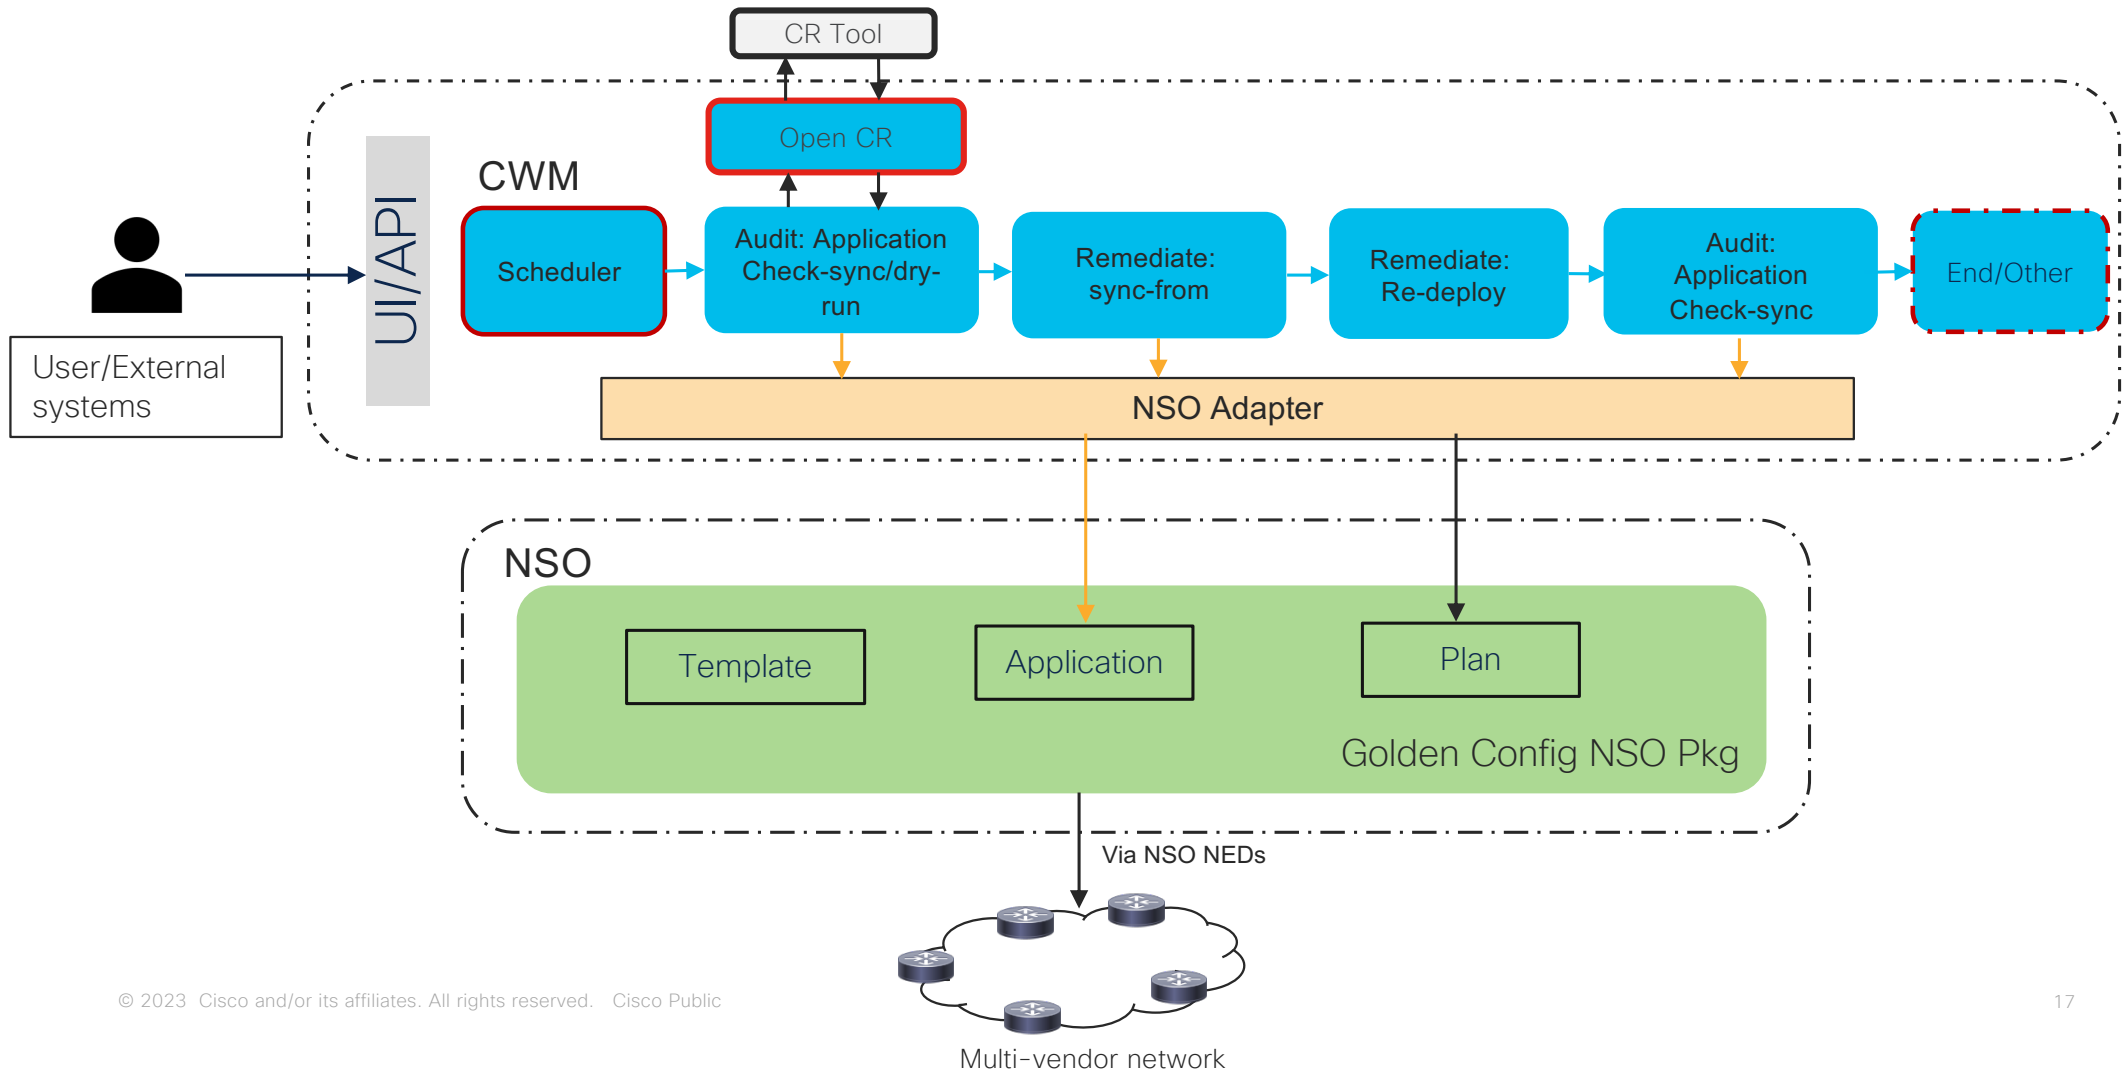 CR Tool
Open CR
CWM
UI/API
Scheduler
Audit: Application
Check-sync/dry-
run
Remediate:
sync-from
Remediate:
Re-deploy
Audit:
Application
Check-sync
End/Other
User/External
systems
NSO Adapter
NSO
Template
Application
Plan
Golden Config NSO Pkg
Via NSO NEDs
Multi-vendor network
© 2023 Cisco and/or its affiliates. All rights reserved. Cisco Public
17